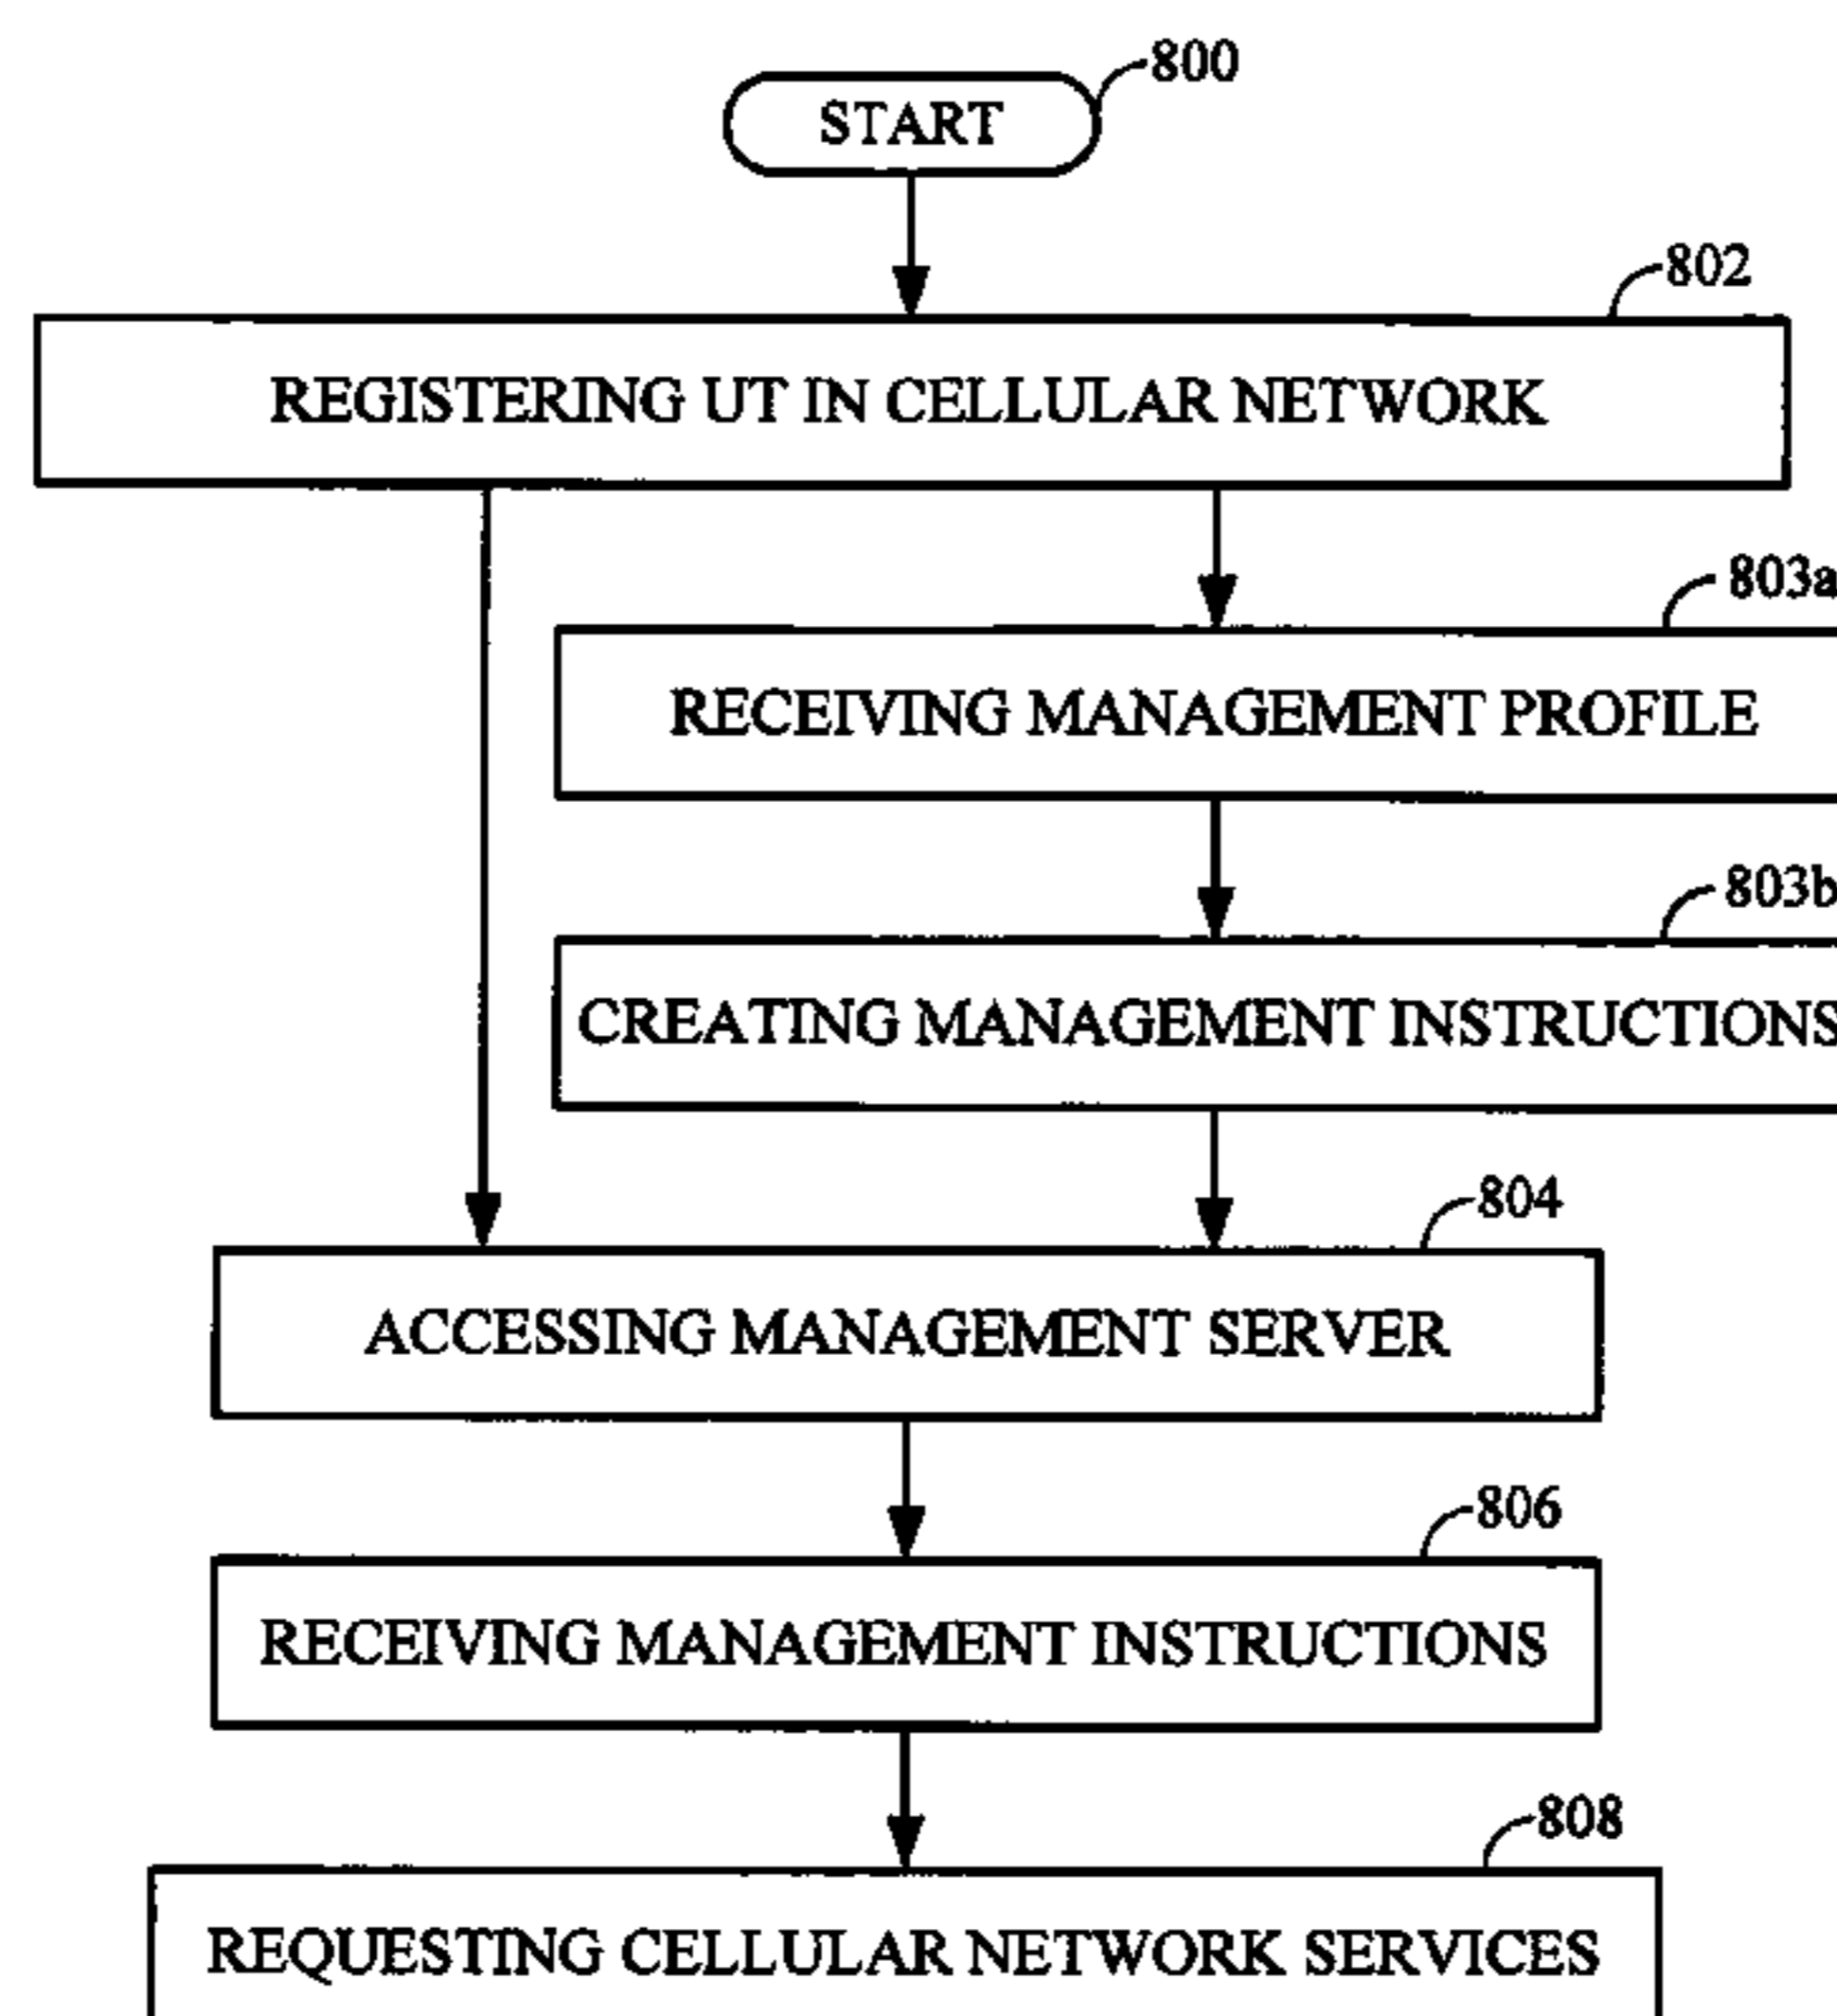 800
START
802
REGISTERING UT IN CELLULAR NETWORK
803a
RECEIVING MANAGEMENT PROFILE
803b
CREATING MANAGEMENT INSTRUCTIONS
804
ACCESSING MANAGEMENT SERVER
806
RECEIVING MANAGEMENT INSTRUCTIONS
808
REQUESTING CELLULAR NETWORK SERVICES